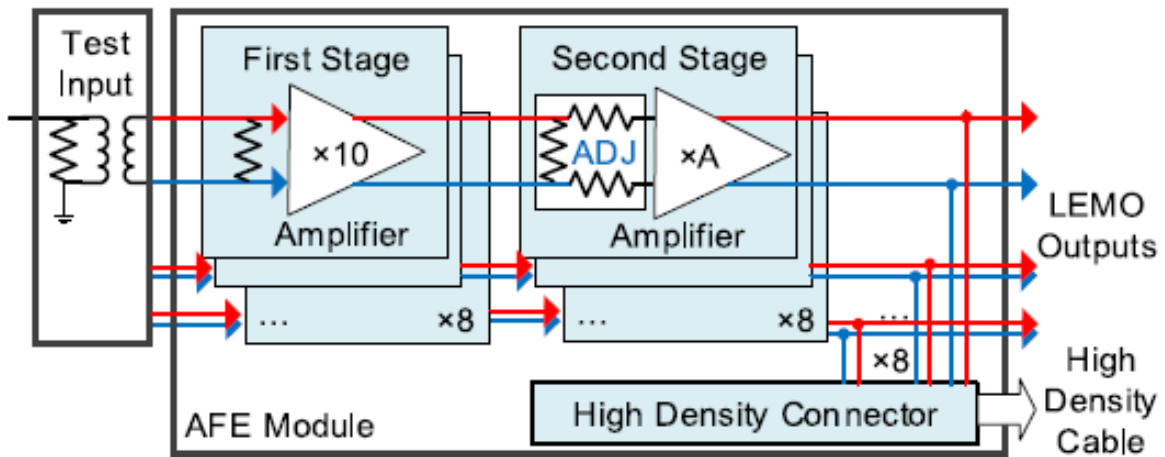 Test
Input
First Stage
×10
Amplifier
...
×8
Second Stage
ADJ
×A
Amplifier
...
×8
LEMO
Outputs
...
×8
AFE Module
High Density Connector
High
Density
Cable